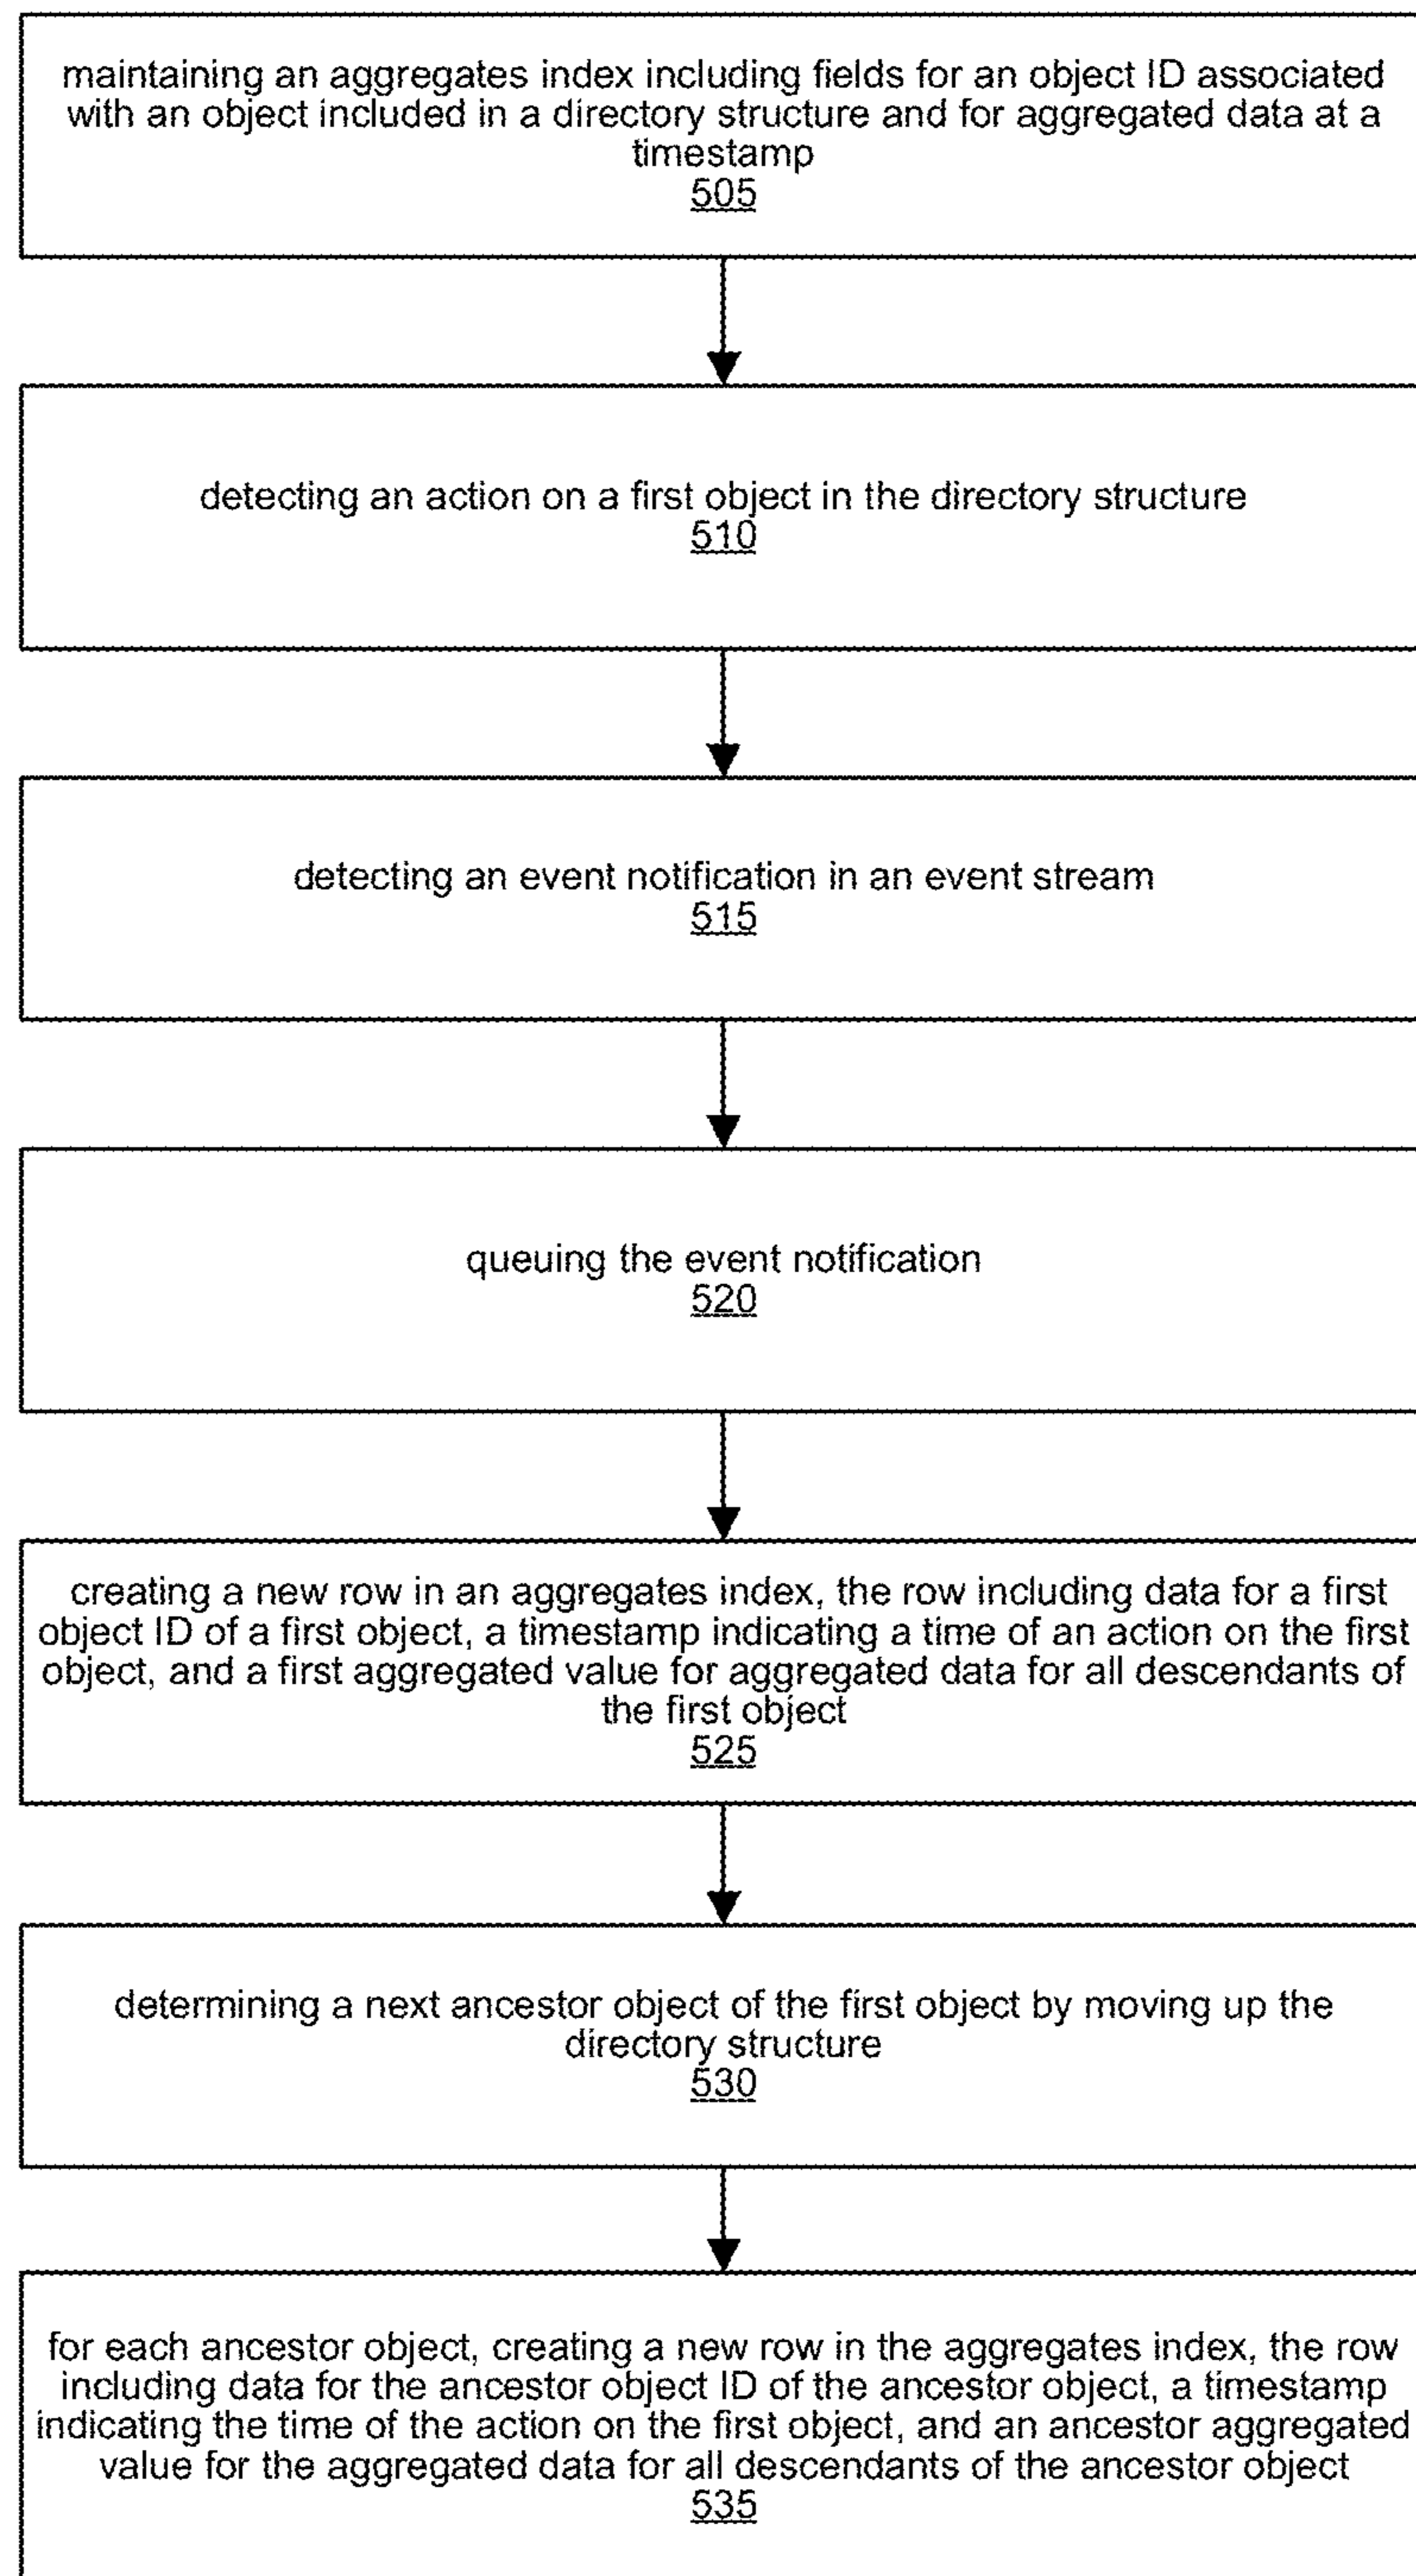 maintaining an aggregates index including fields for an object ID associated
with an object included in a directory structure and for aggregated data at a
timestamp
505
detecting an action on a first object in the directory structure
510
detecting an event notification in an event stream
515
queuing the event notification
520
creating a new row in an aggregates index, the row including data for a first
object ID of a first object, a timestamp indicating a time of an action on the first
object, and a first aggregated value for aggregated data for all descendants of
the first object
525
determining a next ancestor object of the first object by moving up the
directory structure
530
for each ancestor object, creating a new row in the aggregates index, the row
including data for the ancestor object ID of the ancestor object, a timestamp
indicating the time of the action on the first object, and an ancestor aggregated
value for the aggregated data for all descendants of the ancestor object
535